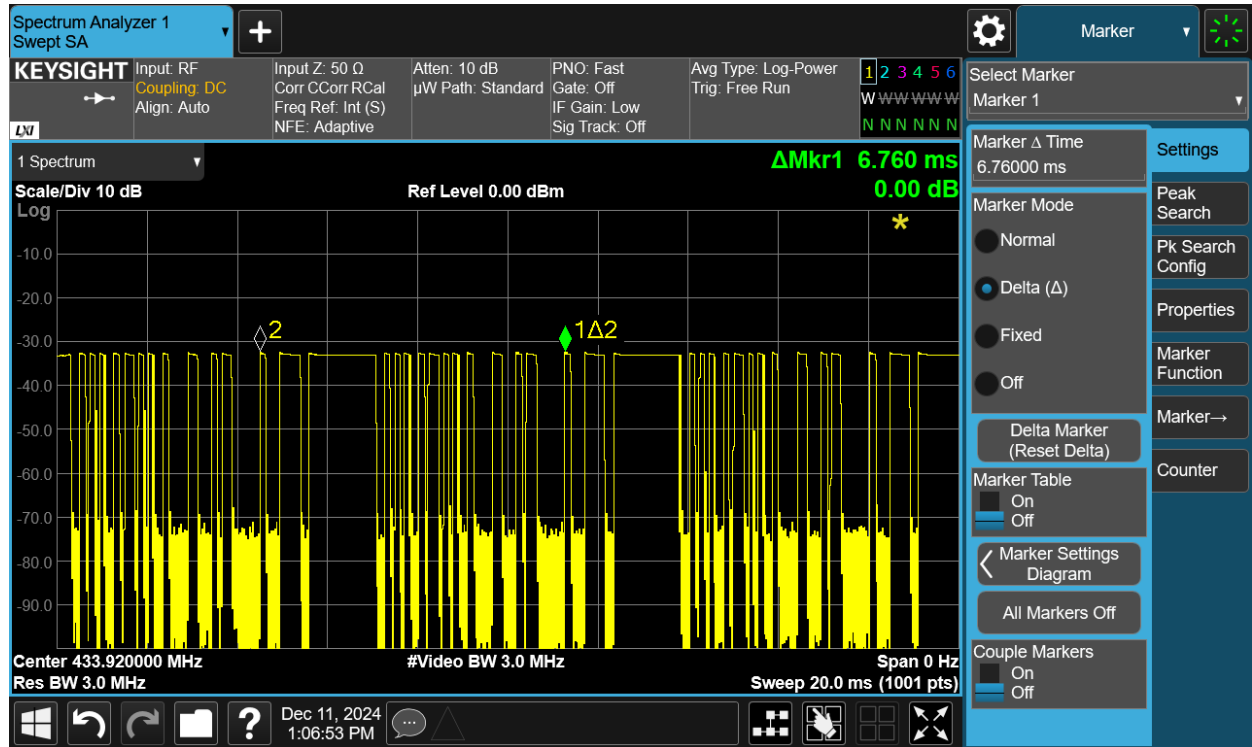 Spectrum Analyzer 1
Swept SA
+
Marker
KEYSIGHT
LXI
Input: RF
Coupling: DC
Align: Auto
Input Z: 50 Ω
Corr CCorr RCal
Freq Ref: Int (S)
NFE: Adaptive
Atten: 10 dB
µW Path: Standard
PNO: Fast
Gate: Off
IF Gain: Low
Sig Track: Off
Avg Type: Log-Power
Trig: Free Run
1 2 3 4 5 6
W W W W W W
N N N N N N
Select Marker
Marker 1
1 Spectrum
ΔMkr1 6.760 ms
0.00 dB
Scale/Div 10 dB
Ref Level 0.00 dBm
Log
*
-10.0
-20.0
-30.0
-40.0
-50.0
-60.0
-70.0
-80.0
-90.0
2
1Δ2
Center 433.920000 MHz
#Video BW 3.0 MHz
Span 0 Hz
Res BW 3.0 MHz
Sweep 20.0 ms (1001 pts)
Marker Δ Time
6.76000 ms
Marker Mode
Normal
Delta (Δ)
Fixed
Off
Delta Marker
(Reset Delta)
Marker Table
On
Off
Marker Settings
Diagram
All Markers Off
Couple Markers
On
Off
Settings
Peak
Search
Pk Search
Config
Properties
Marker
Function
Marker→
Counter
?
Dec 11, 2024
1:06:53 PM